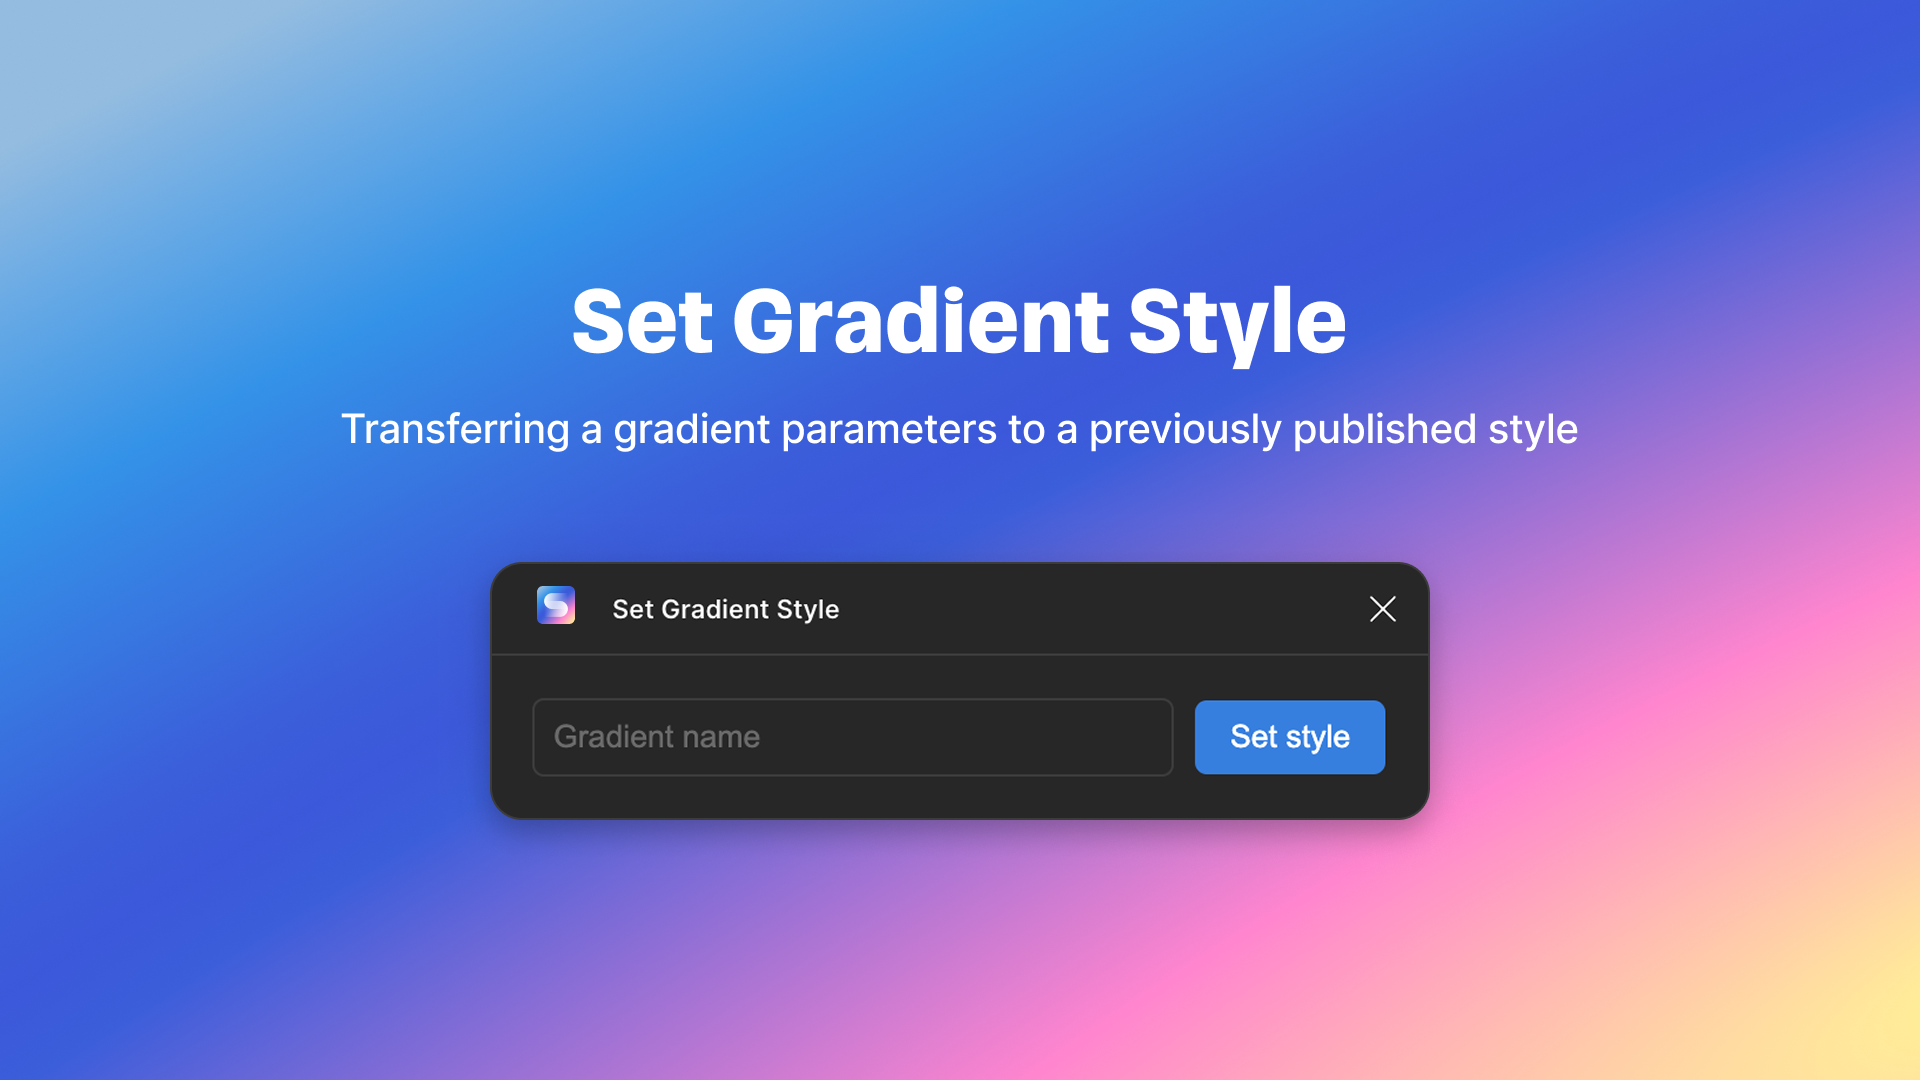 Set Gradient Style
Transferring a gradient parameters to a previously published style
Set Gradient Style
Gradient name
Set style